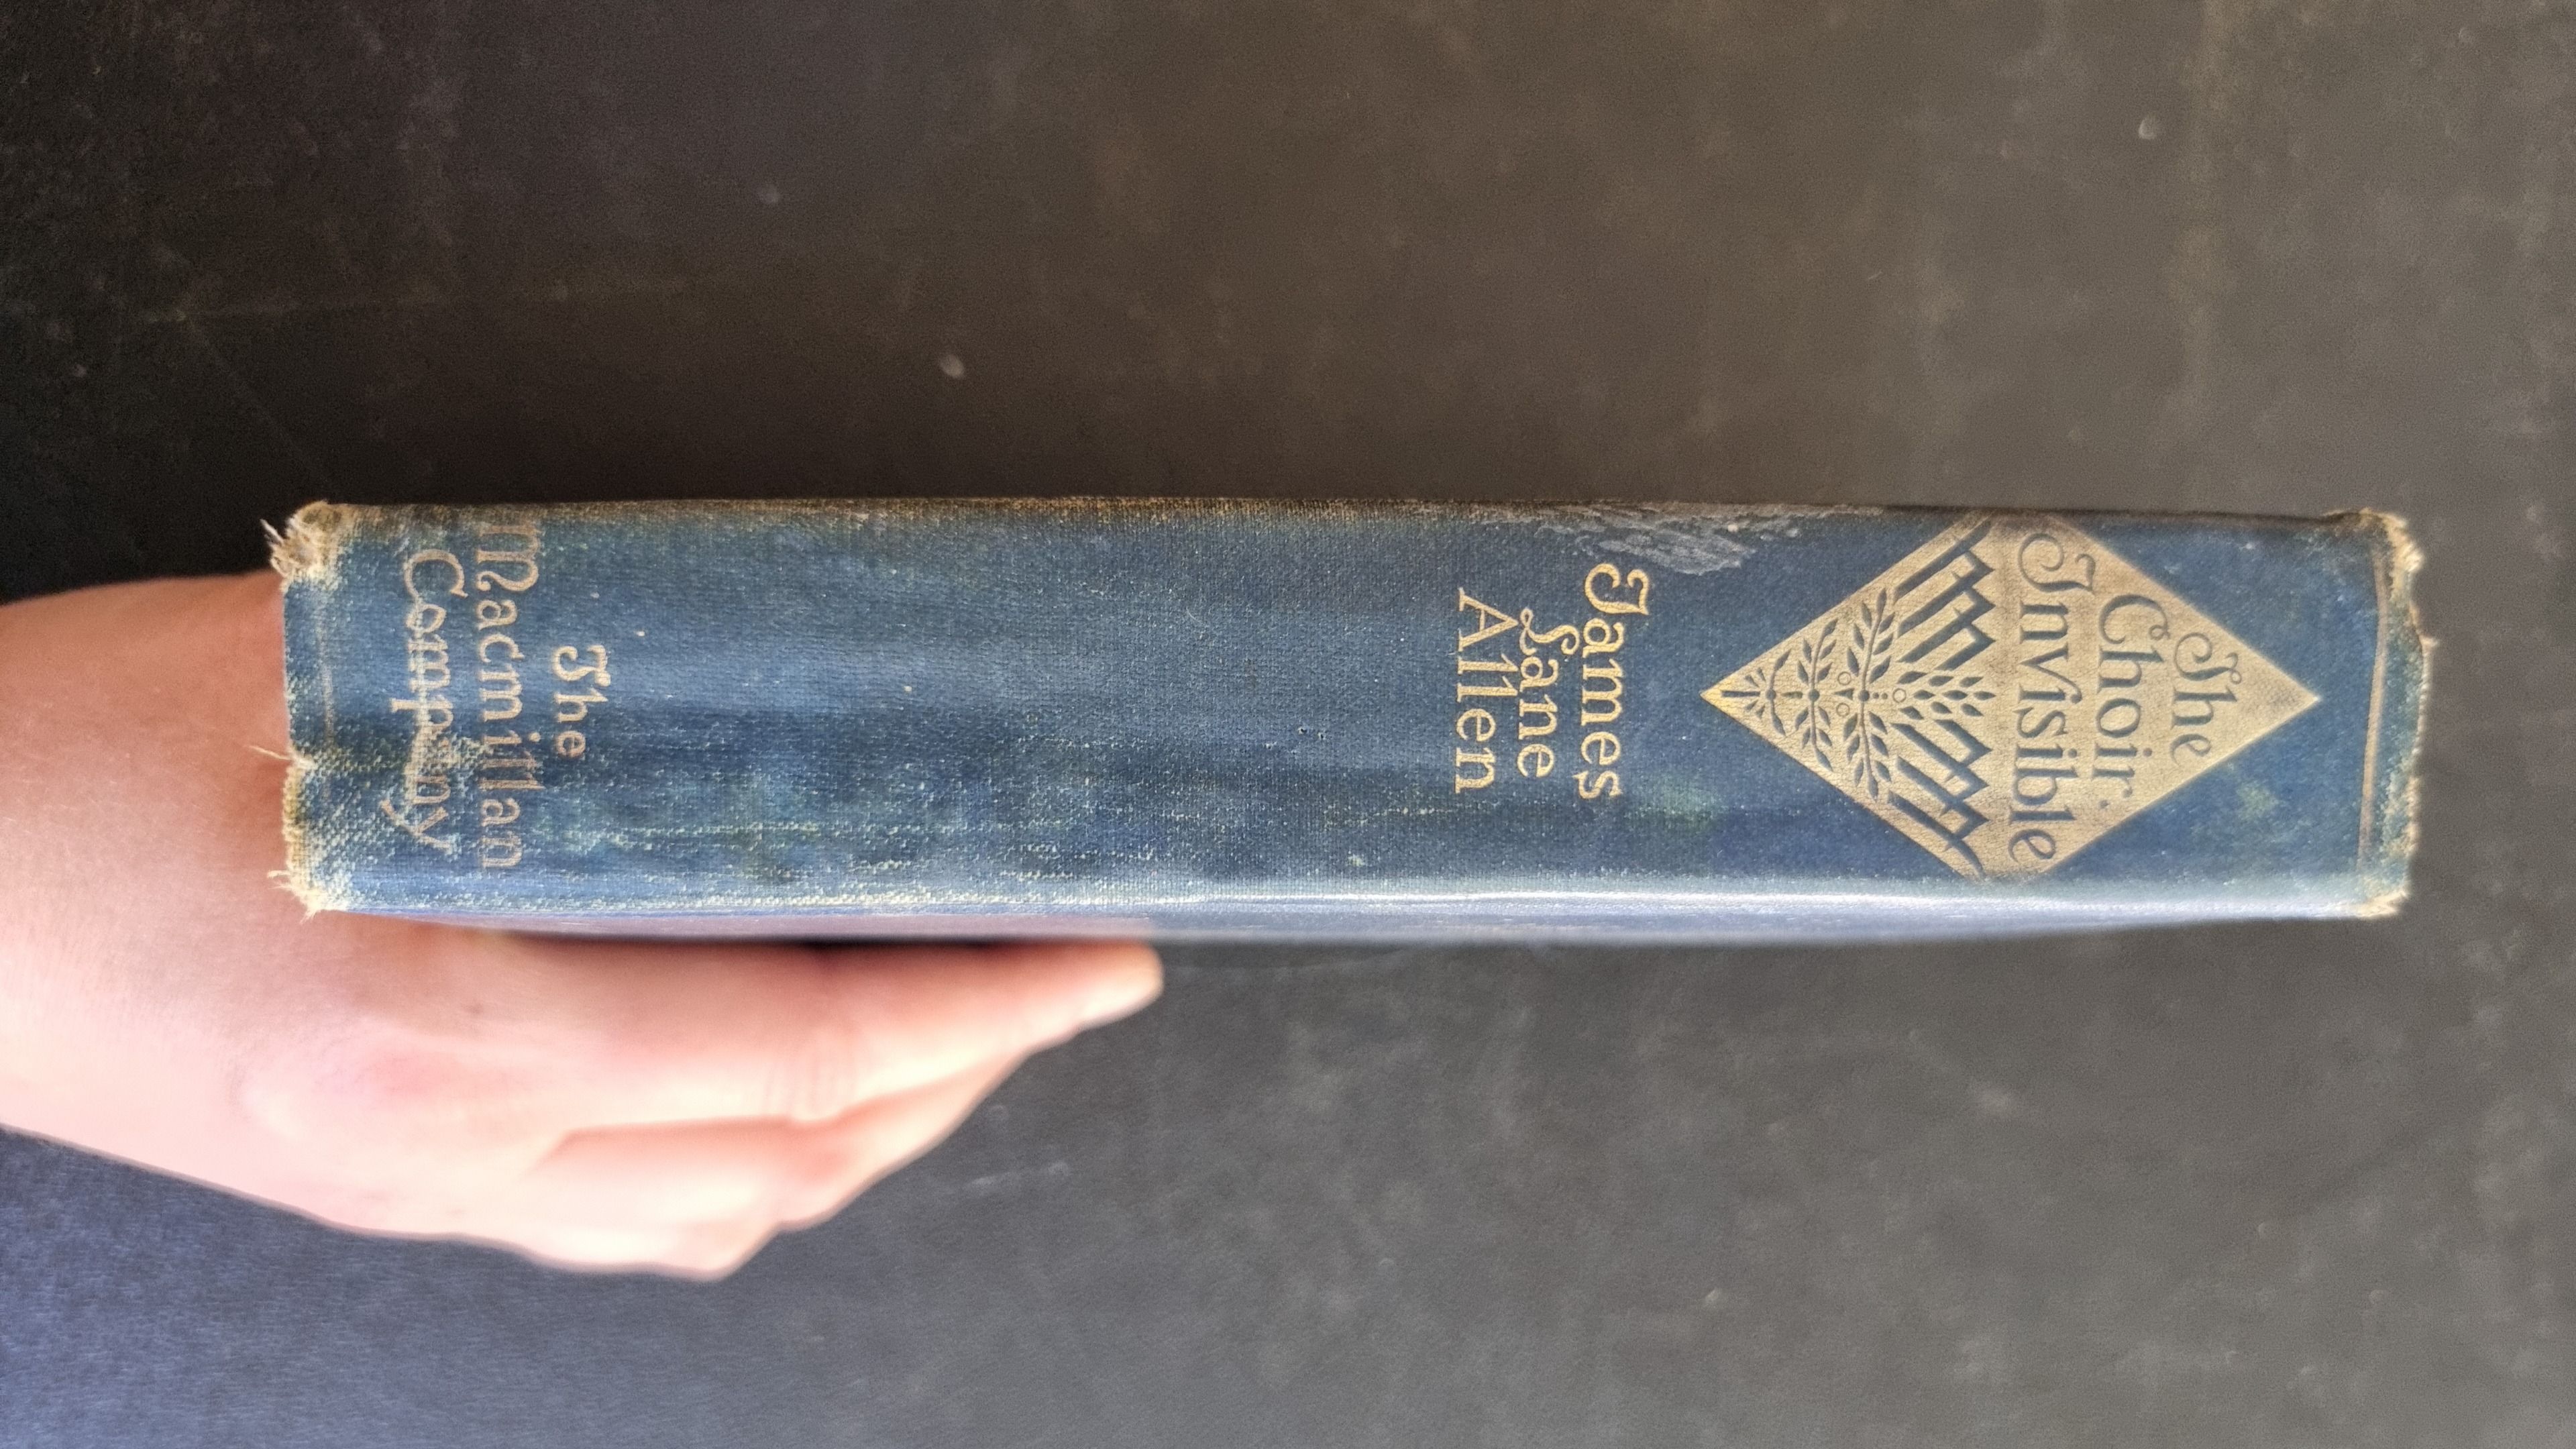 The
Choir
Invisible
James
Lane
Allen
The
Macmillan
Company